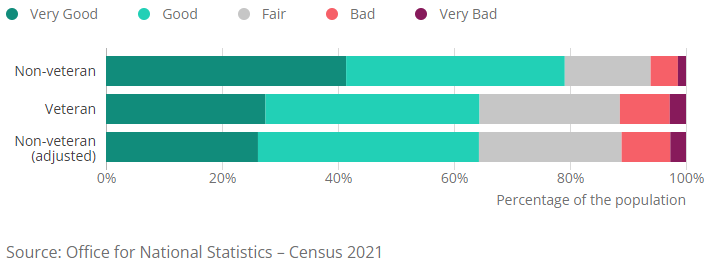 Very Good Good Fair Bad Very Bad
Non-veteran
Veteran
Non-veteran
(adjusted)
0% 20% 40% 60% 80% 100%
Percentage of the population
Source: Office for National Statistics – Census 2021